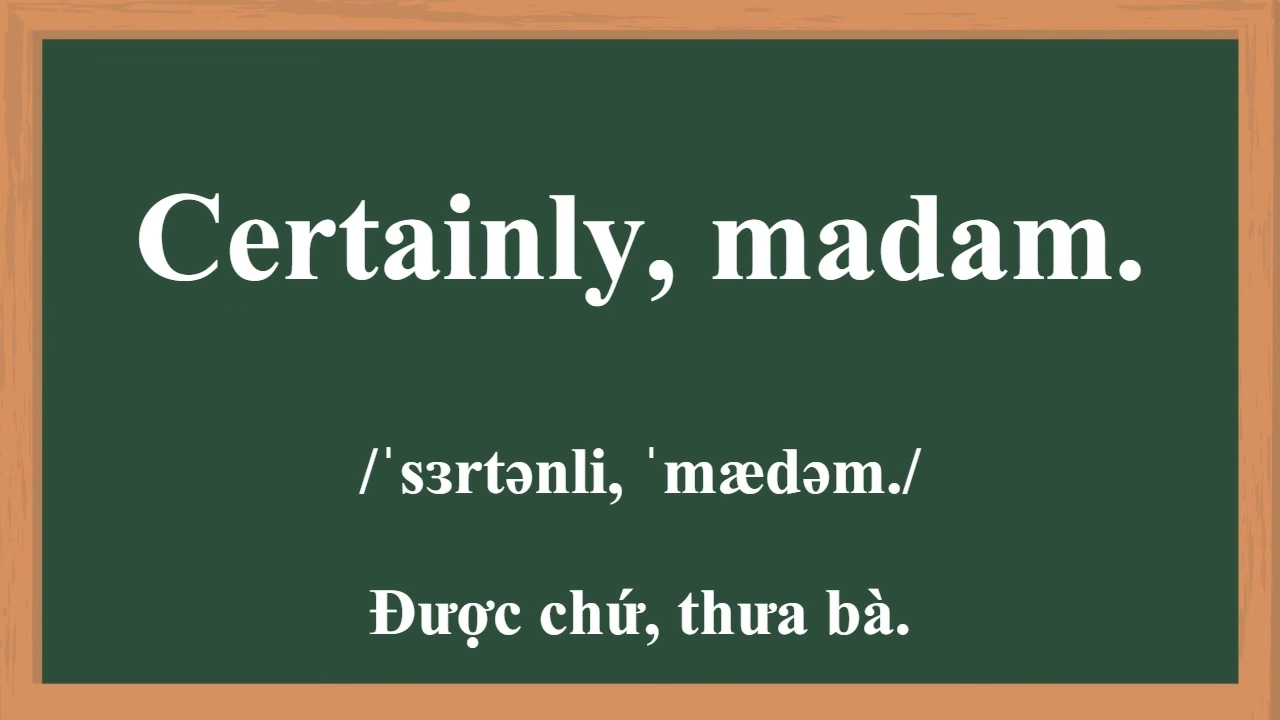 Certainly, madam.
/ˈsɜrtənli, ˈmædəm./
Được chứ, thưa bà.